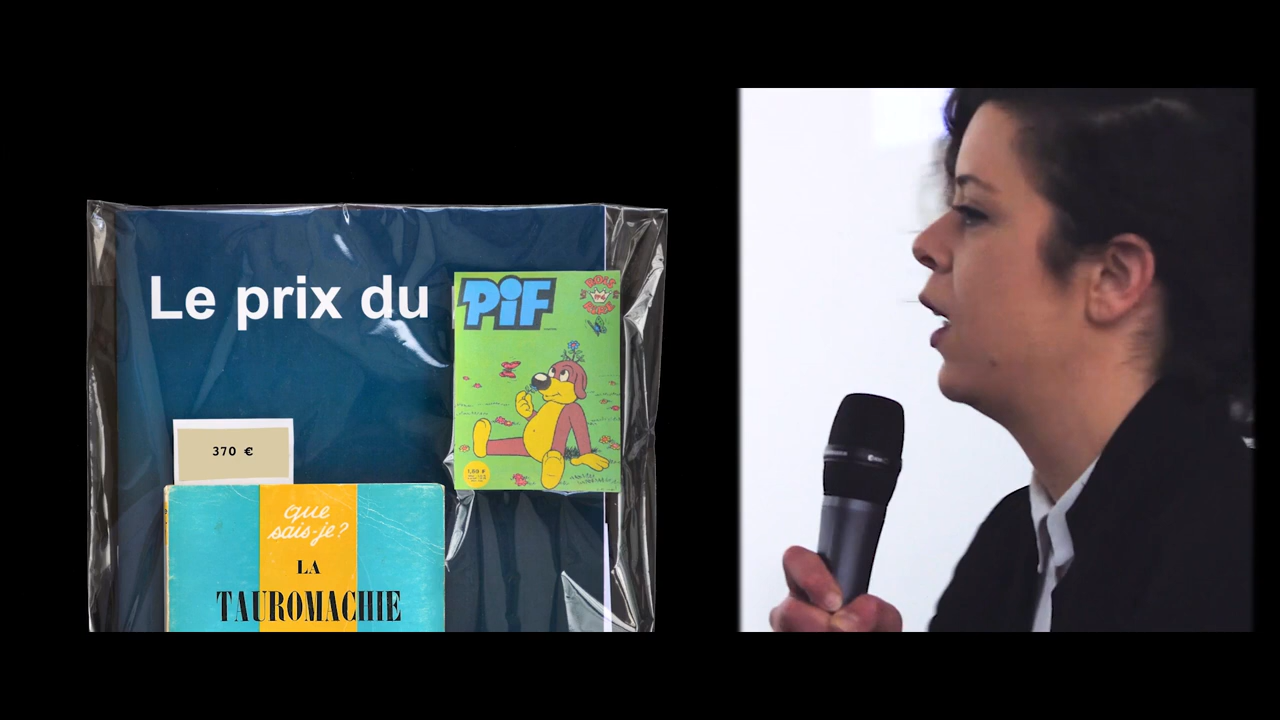 Le prix du
PIF
370 €
que
sais-je?
LA
TAUROMACHIE